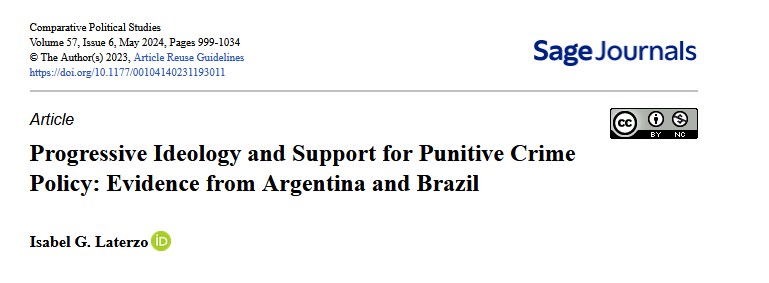 Comparative Political Studies
Volume 57, Issue 6, May 2024, Pages 999-1034
© The Author(s) 2023, Article Reuse Guidelines
https://doi.org/10.1177/00104140231193011
Sage Journals
Article
cc BY NC
Progressive Ideology and Support for Punitive Crime
Policy: Evidence from Argentina and Brazil
Isabel G. Laterzo iD